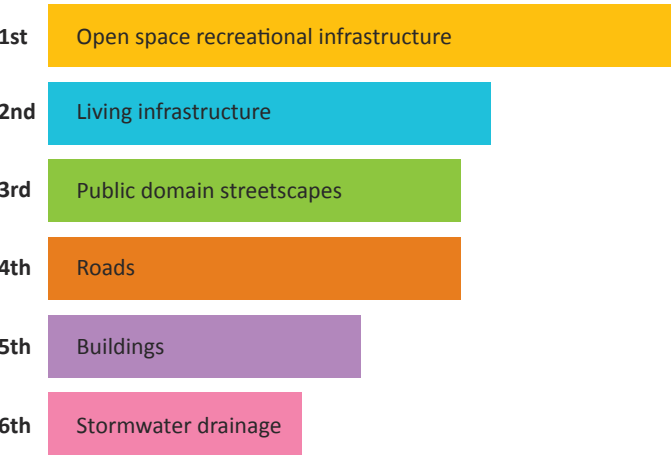 1st Open space recreational infrastructure
2nd Living infrastructure
3rd Public domain streetscapes
4th Roads
5th Buildings
6th Stormwater drainage